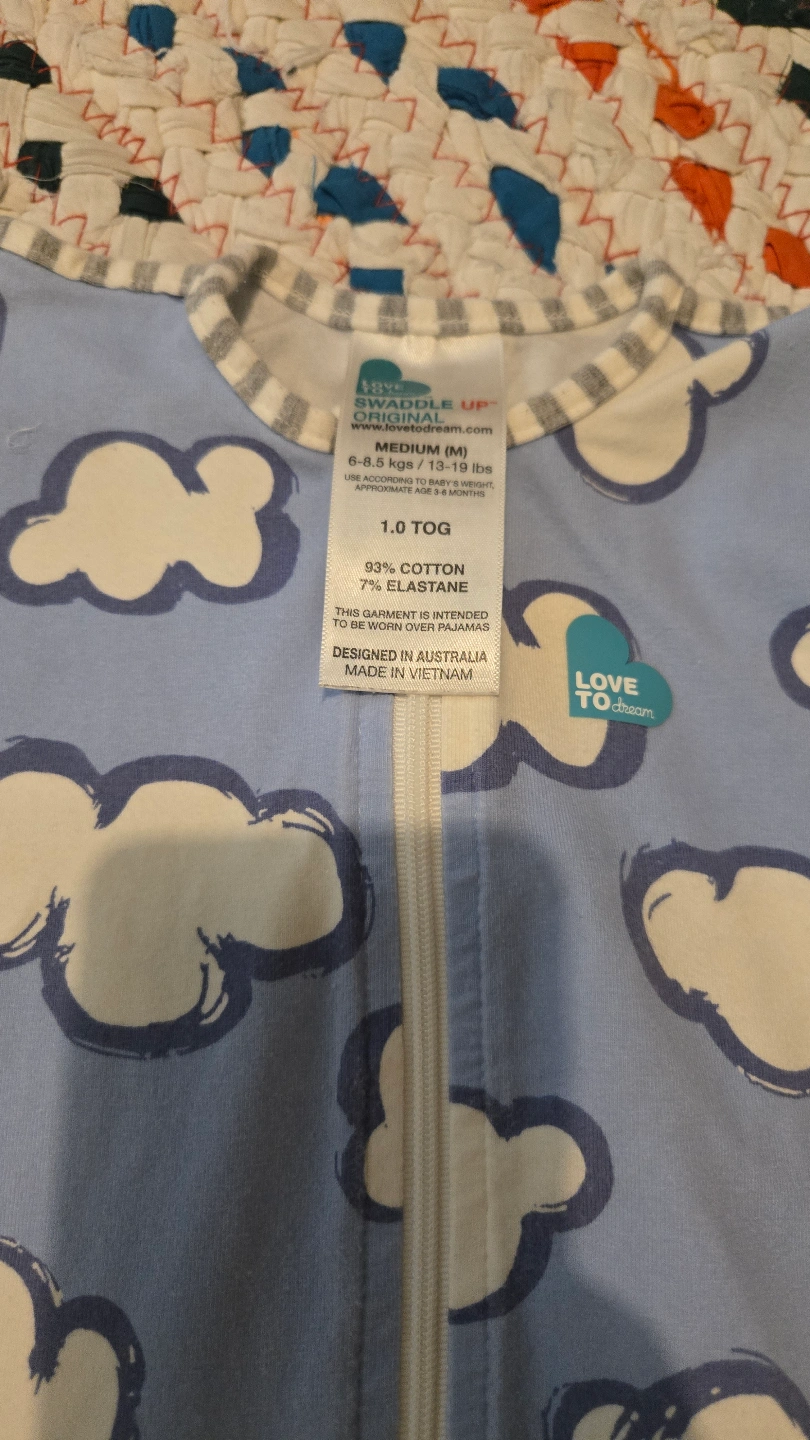 LOVE
TO
SWADDLE UP™
ORIGINAL
www.lovetodream.com
MEDIUM (M)
6-8.5 kgs / 13-19 lbs
USE ACCORDING TO BABY'S WEIGHT,
APPROXIMATE AGE 3-6 MONTHS
1.0 TOG
93% COTTON
7% ELASTANE
THIS GARMENT IS INTENDED
TO BE WORN OVER PAJAMAS
DESIGNED IN AUSTRALIA
MADE IN VIETNAM
LOVE
TO dream